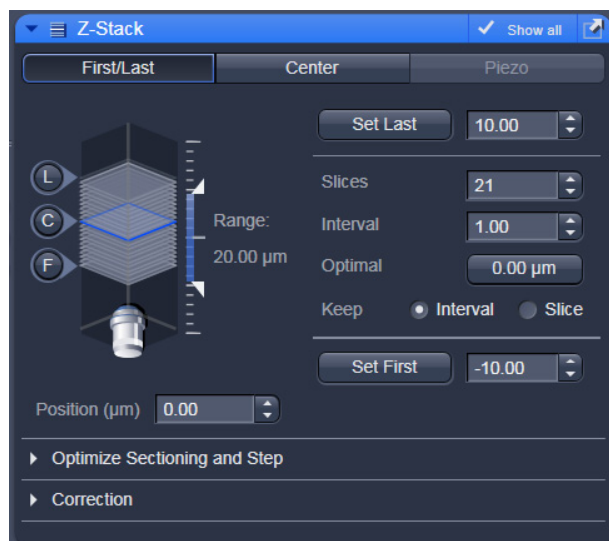 Z-Stack
Show all
First/Last Center Piezo
Set Last 10.00
L
C
F
Range:
20.00 µm
Slices 21
Interval 1.00
Optimal 0.00 µm
Keep Interval Slice
Set First -10.00
Position (µm) 0.00
Optimize Sectioning and Step
Correction